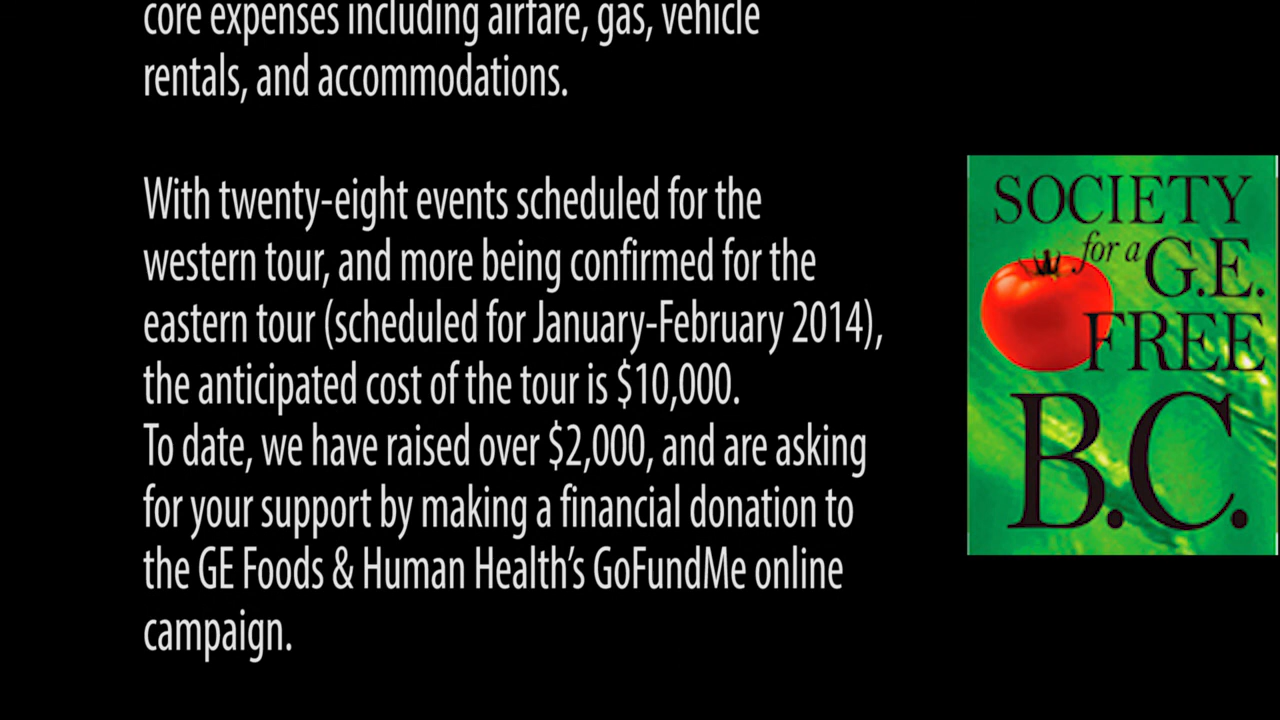 core expenses including airfare, gas, vehicle
rentals, and accommodations.
With twenty-eight events scheduled for the
western tour, and more being confirmed for the
eastern tour (scheduled for January-February 2014),
the anticipated cost of the tour is $10,000.
To date, we have raised over $2,000, and are asking
for your support by making a financial donation to
the GE Foods & Human Health’s GoFundMe online
campaign.
SOCIETY
for a G.E.
FREE
B.C.